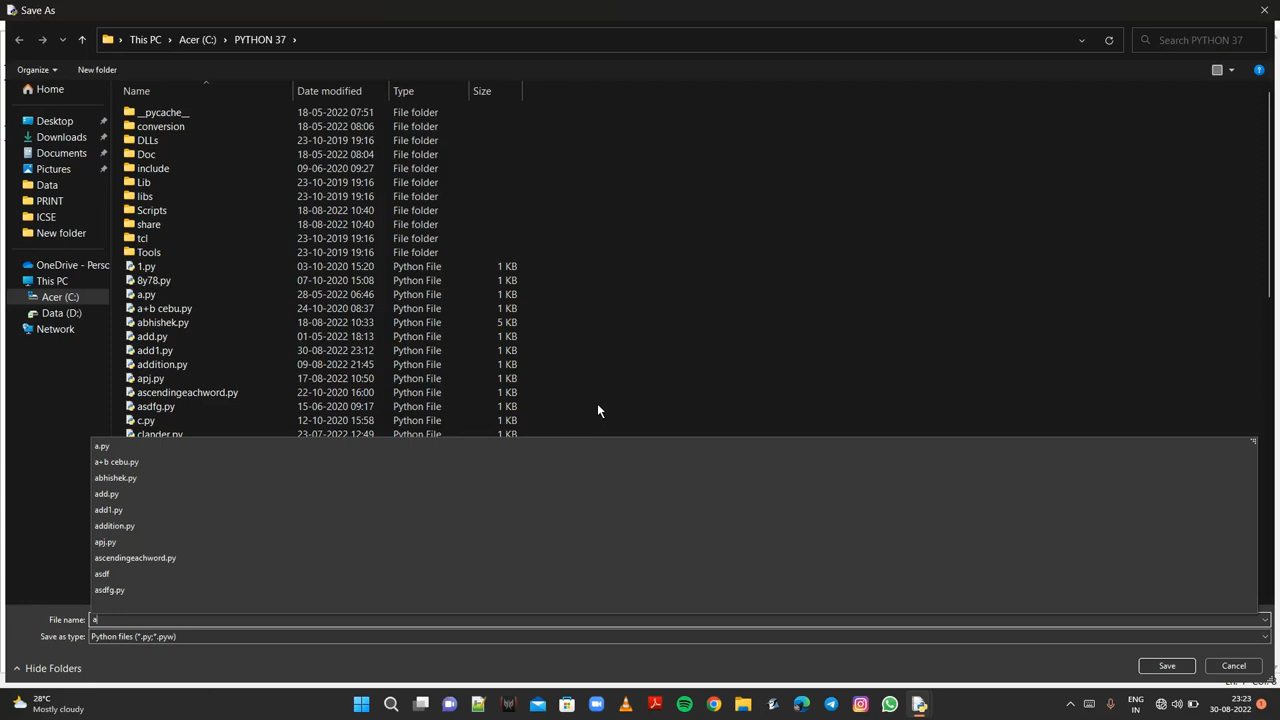 Save As
This PC > Acer (C:) > PYTHON 37 >
Search PYTHON 37
Organize
New folder
Home
Desktop
Downloads
Documents
Pictures
Data
PRINT
ICSE
New folder
OneDrive - Perso
This PC
Acer (C:)
Data (D:)
Network
Name Date modified Type Size
__pycache__ 18-05-2022 07:51 File folder
conversion 18-05-2022 08:06 File folder
DLLs 23-10-2019 19:16 File folder
Doc 18-05-2022 08:04 File folder
include 09-06-2020 09:27 File folder
Lib 23-10-2019 19:16 File folder
libs 23-10-2019 19:16 File folder
Scripts 18-08-2022 10:40 File folder
share 18-08-2022 10:40 File folder
tcl 23-10-2019 19:16 File folder
Tools 23-10-2019 19:16 File folder
1.py 03-10-2020 15:20 Python File 1 KB
8y78.py 07-10-2020 15:08 Python File 1 KB
a.py 28-05-2022 06:46 Python File 1 KB
a+b cebu.py 24-10-2020 08:37 Python File 1 KB
abhishek.py 18-08-2022 10:33 Python File 5 KB
add.py 01-05-2022 18:13 Python File 1 KB
add1.py 30-08-2022 23:12 Python File 1 KB
addition.py 09-08-2022 21:45 Python File 1 KB
apj.py 17-08-2022 10:50 Python File 1 KB
ascendingeachword.py 22-10-2020 16:00 Python File 1 KB
asdfg.py 15-06-2020 09:17 Python File 1 KB
c.py 12-10-2020 15:58 Python File 1 KB
clander.py 23-07-2022 12:49 Python File 1 KB
a.py
a+b cebu.py
abhishek.py
add.py
add1.py
addition.py
apj.py
ascendingeachword.py
asdf
asdfg.py
File name: a
Save as type: Python files (*.py;*.pyw)
Hide Folders
Save
Cancel
28°C
Mostly cloudy
ENG
IN
23:23
30-08-2022